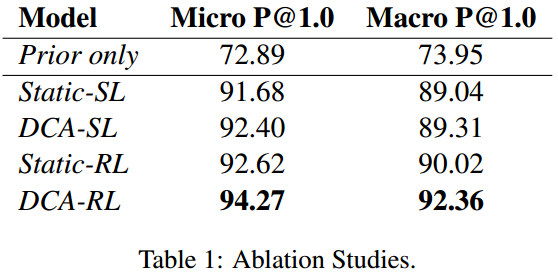 Model Micro P@1.0 Macro P@1.0
Prior only 72.89 73.95
Static-SL 91.68 89.04
DCA-SL 92.40 89.31
Static-RL 92.62 90.02
DCA-RL 94.27 92.36
Table 1: Ablation Studies.